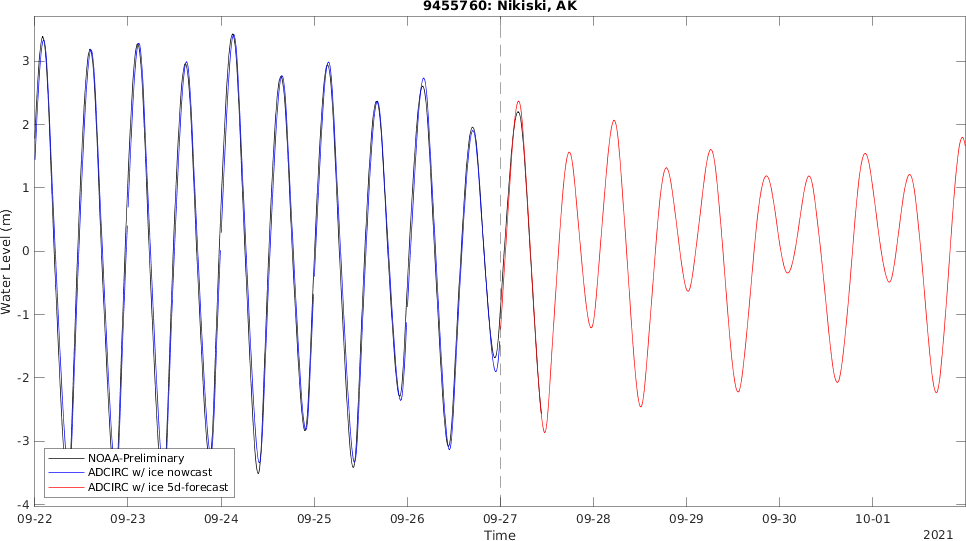 9455760: Nikiski, AK
3
2
1
0
-1
-2
-3
-4
Water Level (m)
NOAA-Preliminary
ADCIRC w/ ice nowcast
ADCIRC w/ ice 5d-forecast
09-22 09-23 09-24 09-25 09-26 09-27 09-28 09-29 09-30 10-01
Time
2021